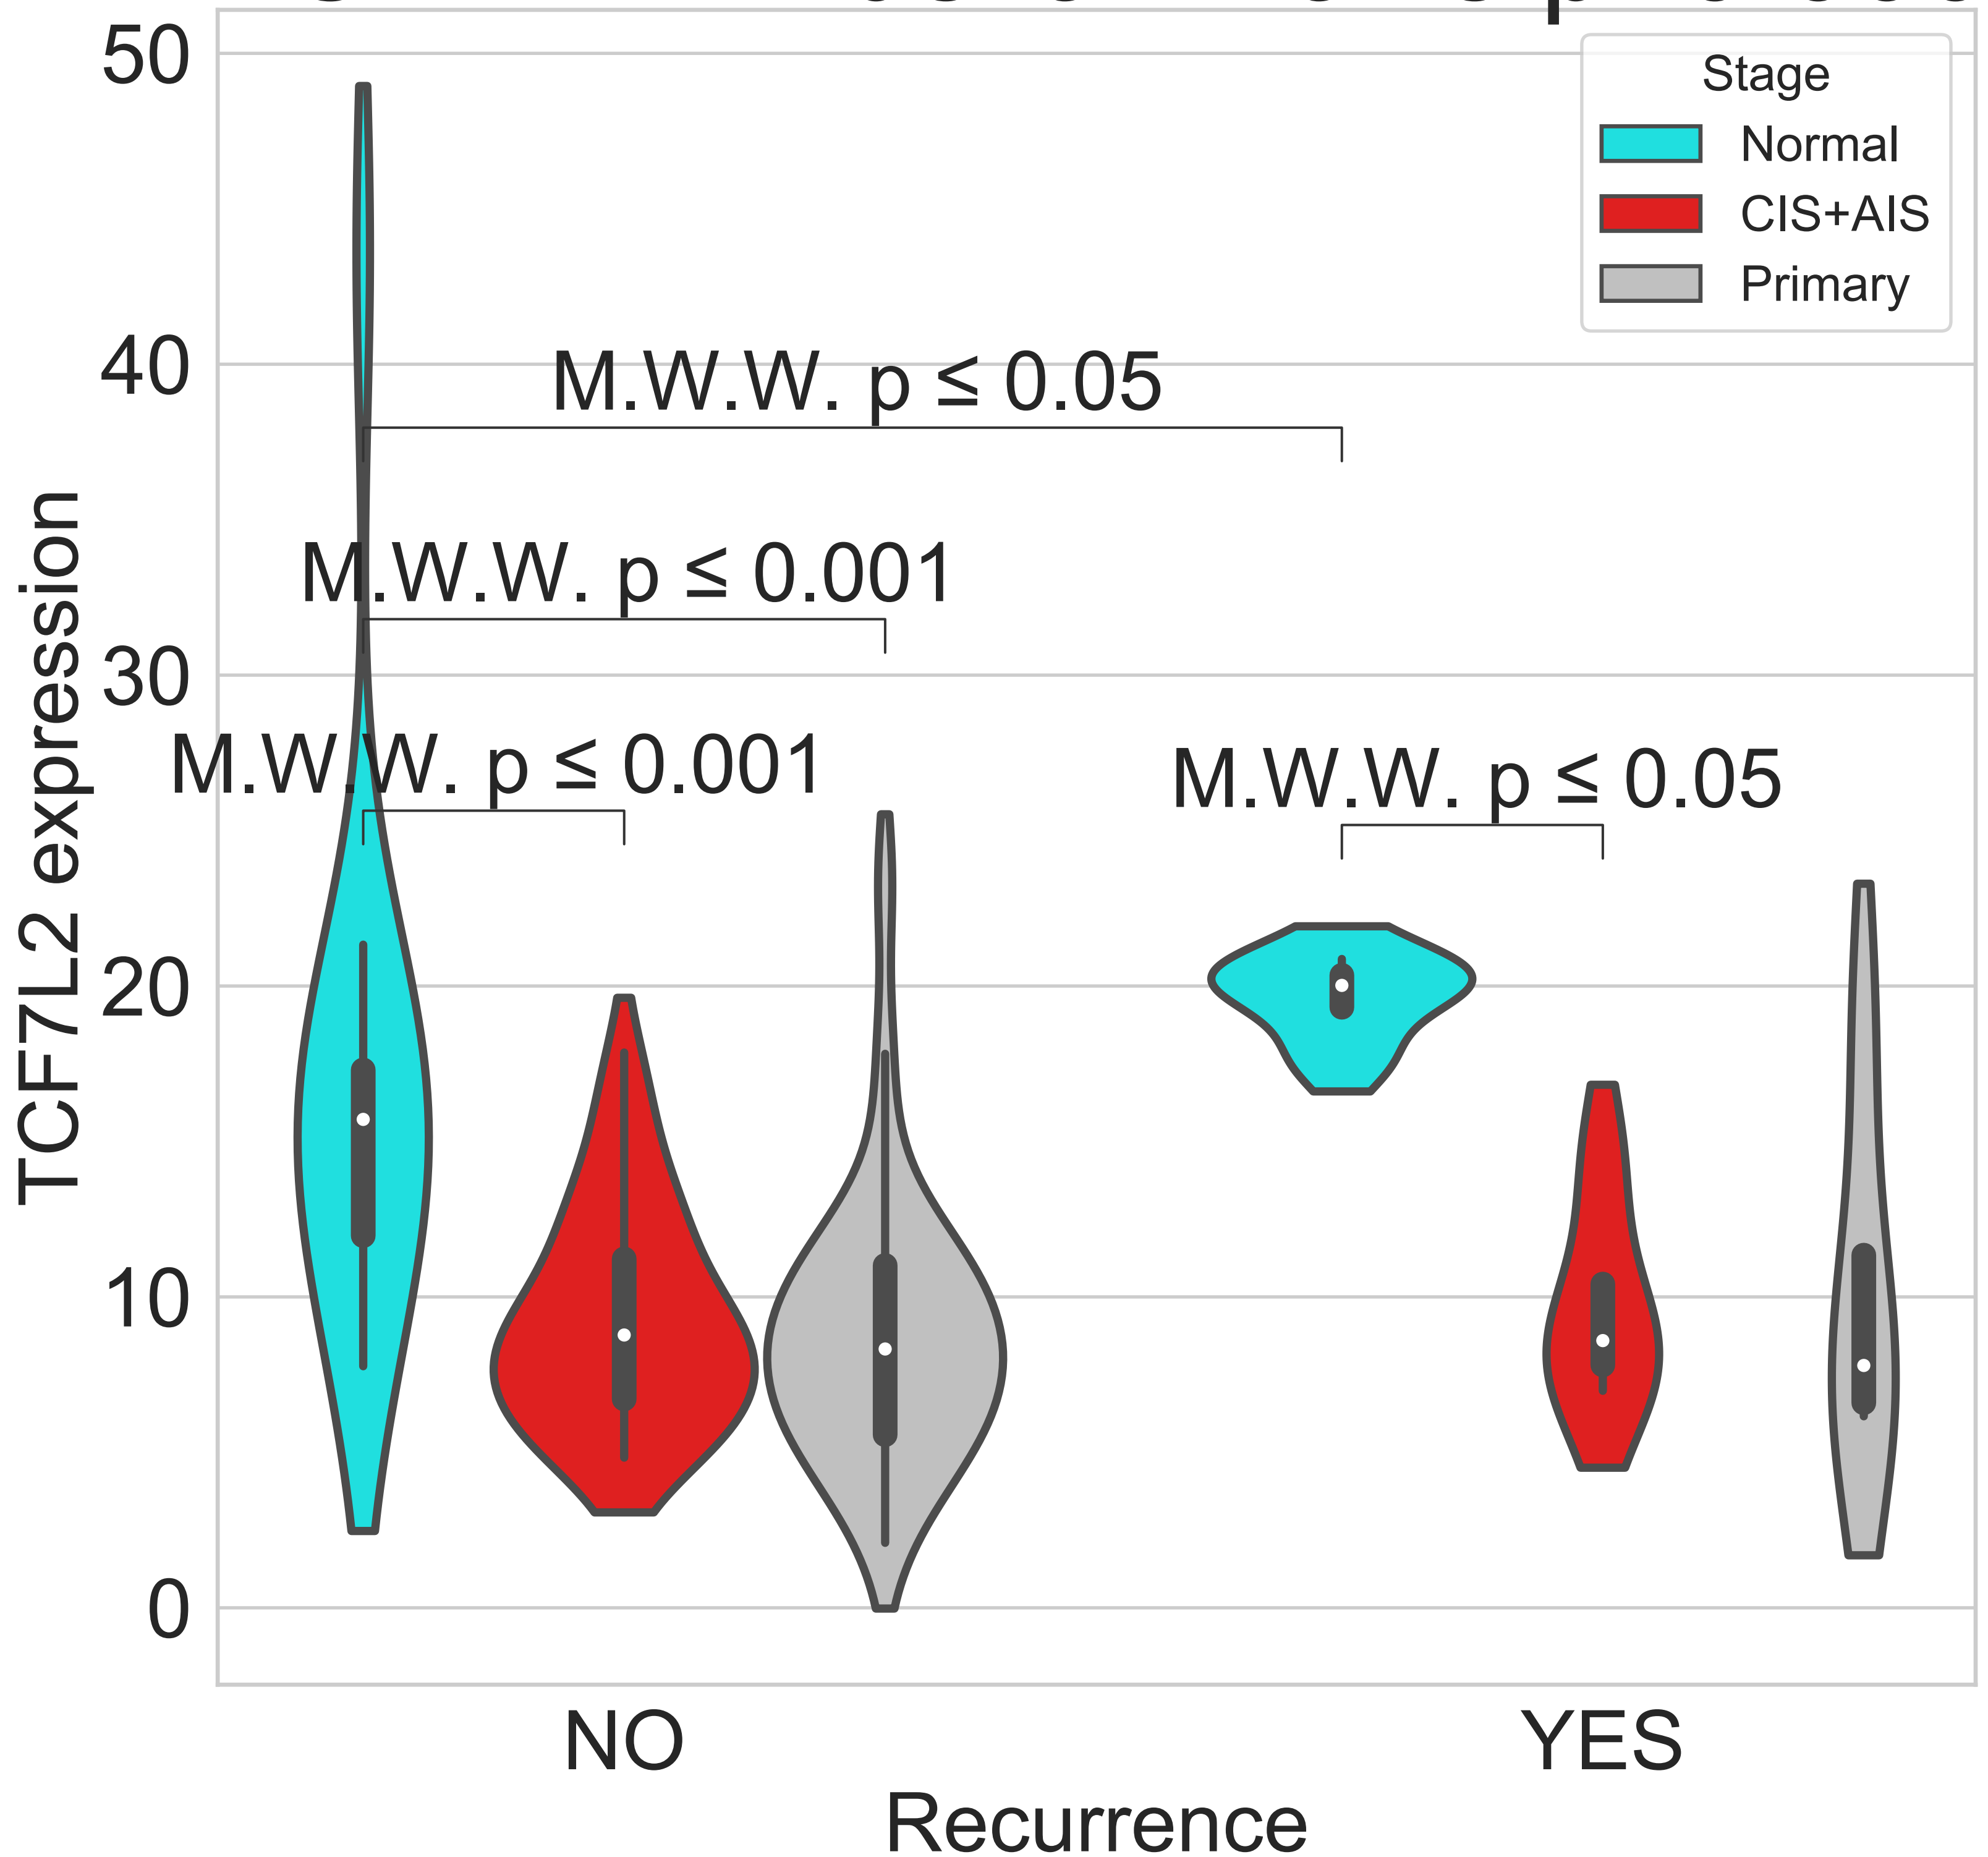 50
40
30
20
10
0
TCF7L2 expression
Stage
Normal
CIS+AIS
Primary
M.W.W. p ≤ 0.05
M.W.W. p ≤ 0.001
M.W.W. p ≤ 0.001
M.W.W. p ≤ 0.05
NO
YES
Recurrence